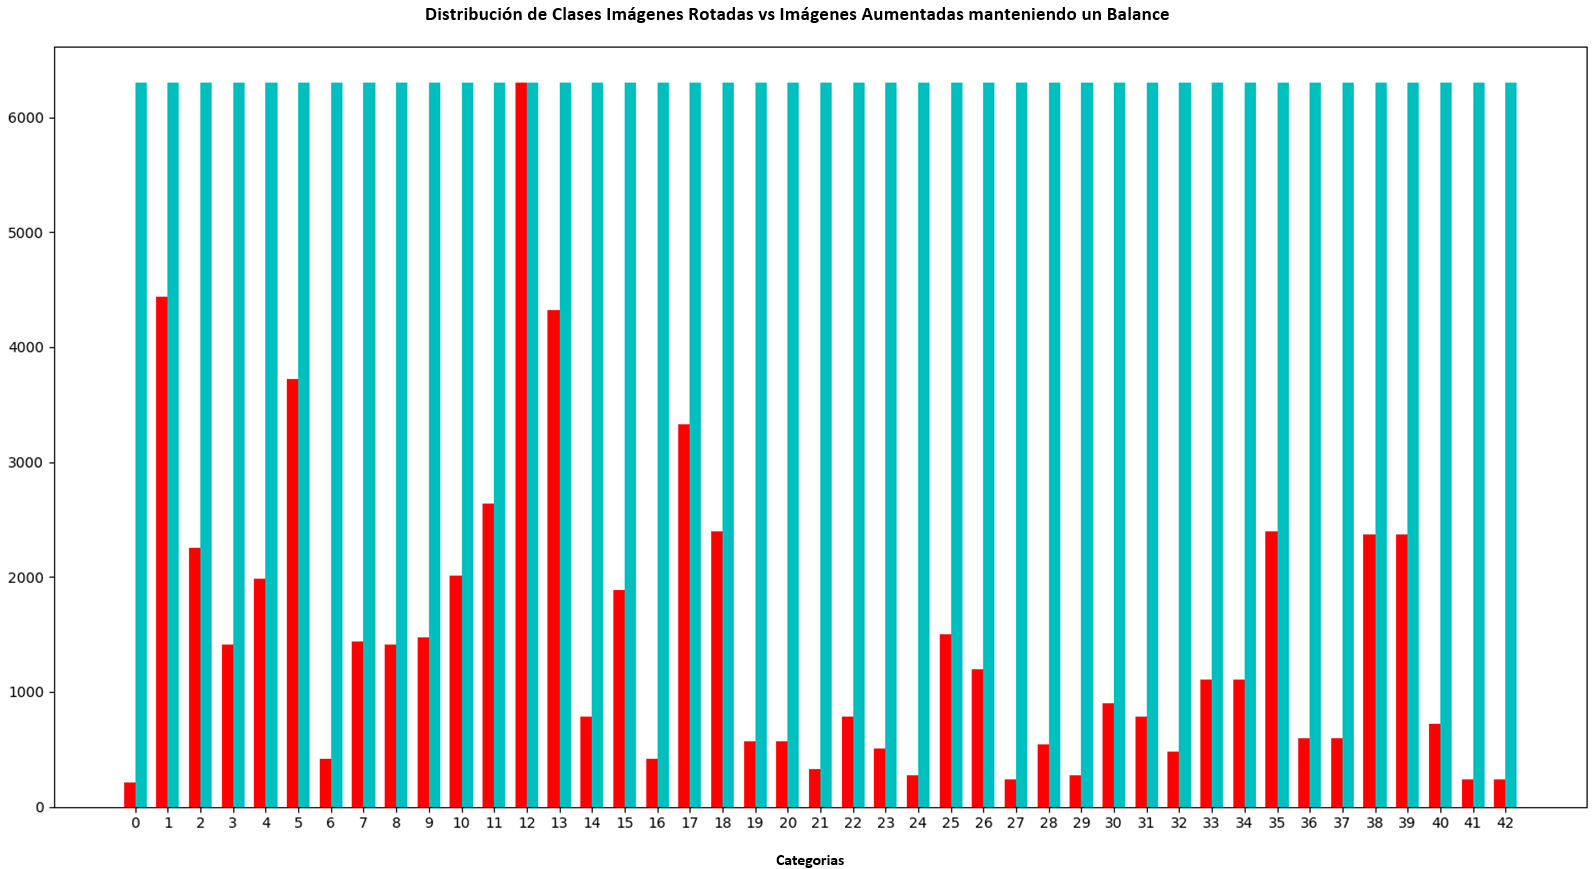 Distribución de Clases Imágenes Rotadas vs Imágenes Aumentadas manteniendo un Balance
6000
5000
4000
3000
2000
1000
0
0 1 2 3 4 5 6 7 8 9 10 11 12 13 14 15 16 17 18 19 20 21 22 23 24 25 26 27 28 29 30 31 32 33 34 35 36 37 38 39 40 41 42
Categorias